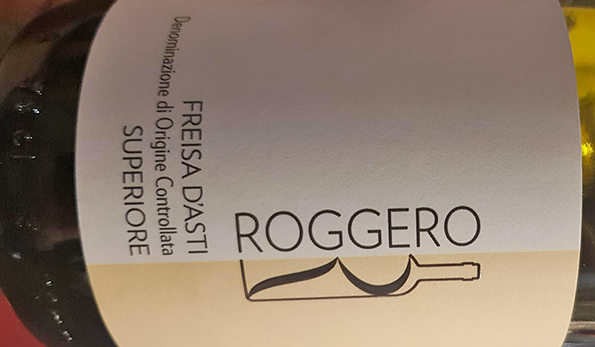 ROGGERO
FREISA D'ASTI
Denominazione di Origine Controllata
SUPERIORE